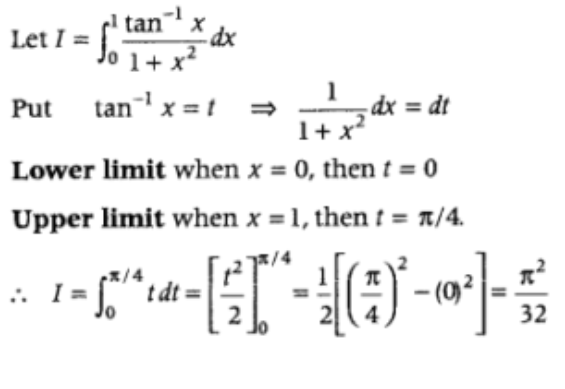 Let I = ∫₀¹ tan⁻¹ x / (1 + x²) dx
Put tan⁻¹ x = t ⇒ 1 / (1 + x²) dx = dt
Lower limit when x = 0, then t = 0
Upper limit when x = 1, then t = π/4.
∴ I = ∫₀^(π/4) t dt = [t²/2]₀^(π/4) = 1/2 [(π/4)² − (0)²] = π²/32